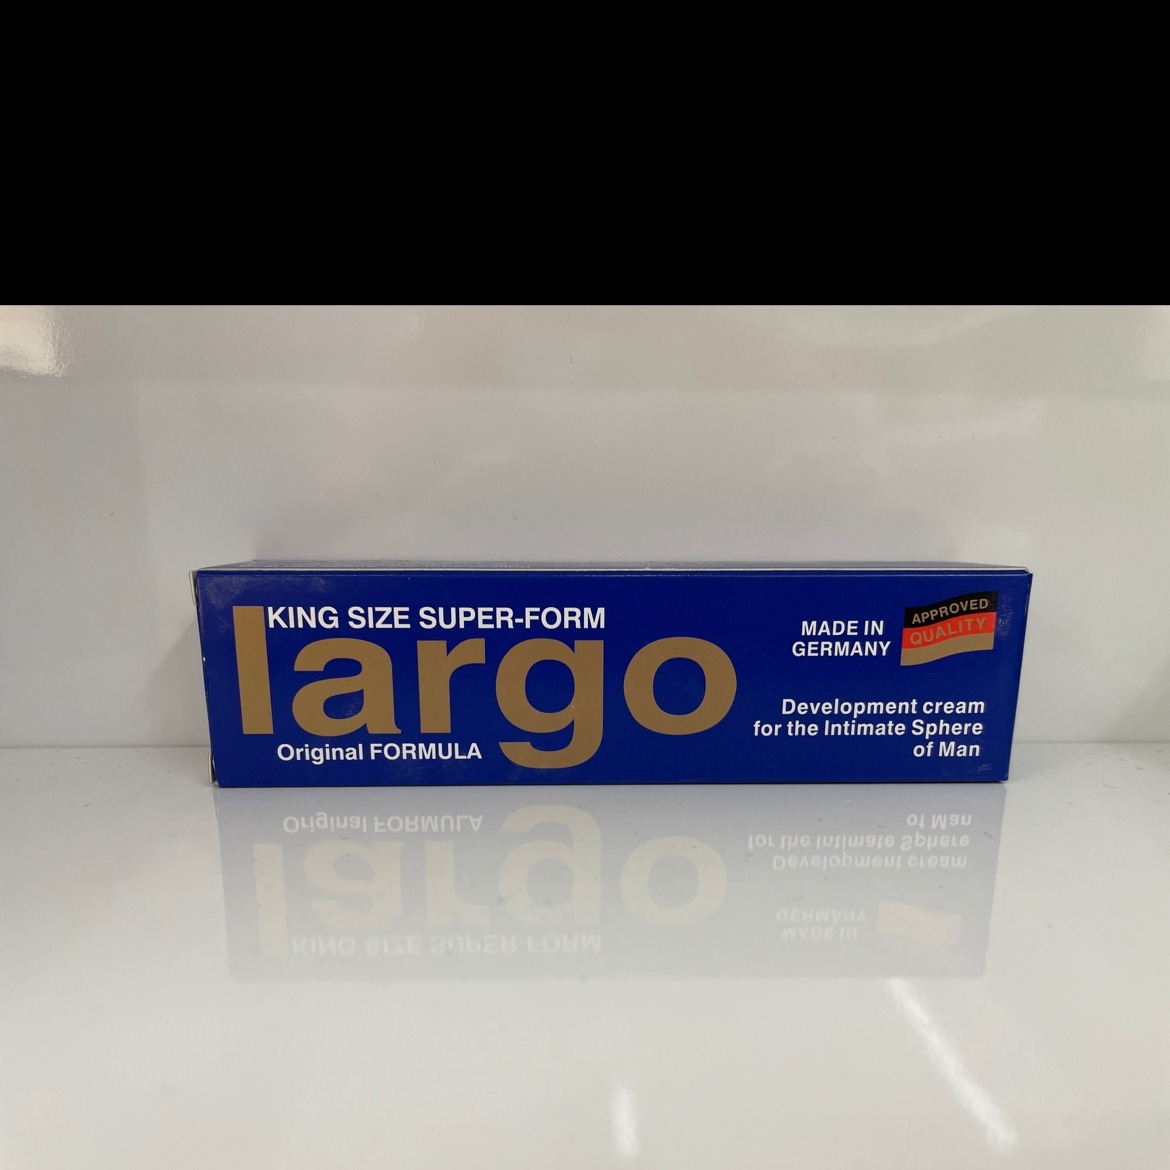 KING SIZE SUPER-FORM
largo
Original FORMULA
MADE IN
GERMANY
APPROVED
QUALITY
Development cream
for the Intimate Sphere
of Man